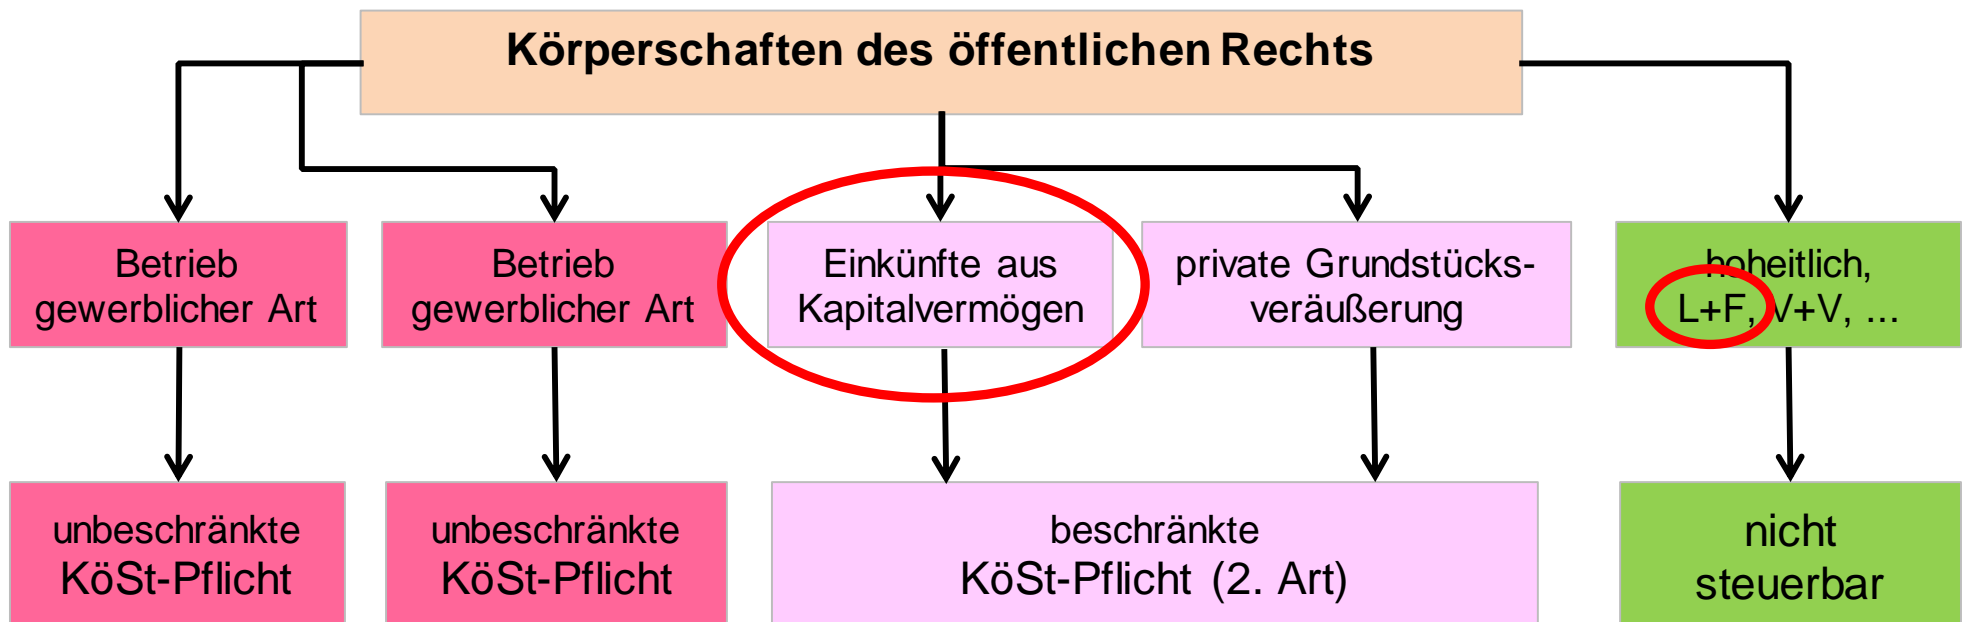 Körperschaften des öffentlichen Rechts
Betrieb
gewerblicher Art
Betrieb
gewerblicher Art
Einkünfte aus
Kapitalvermögen
private Grundstücks-
veräußerung
hoheitlich,
L+F, V+V, ...
unbeschränkte
KöSt-Pflicht
unbeschränkte
KöSt-Pflicht
beschränkte
KöSt-Pflicht (2. Art)
nicht
steuerbar